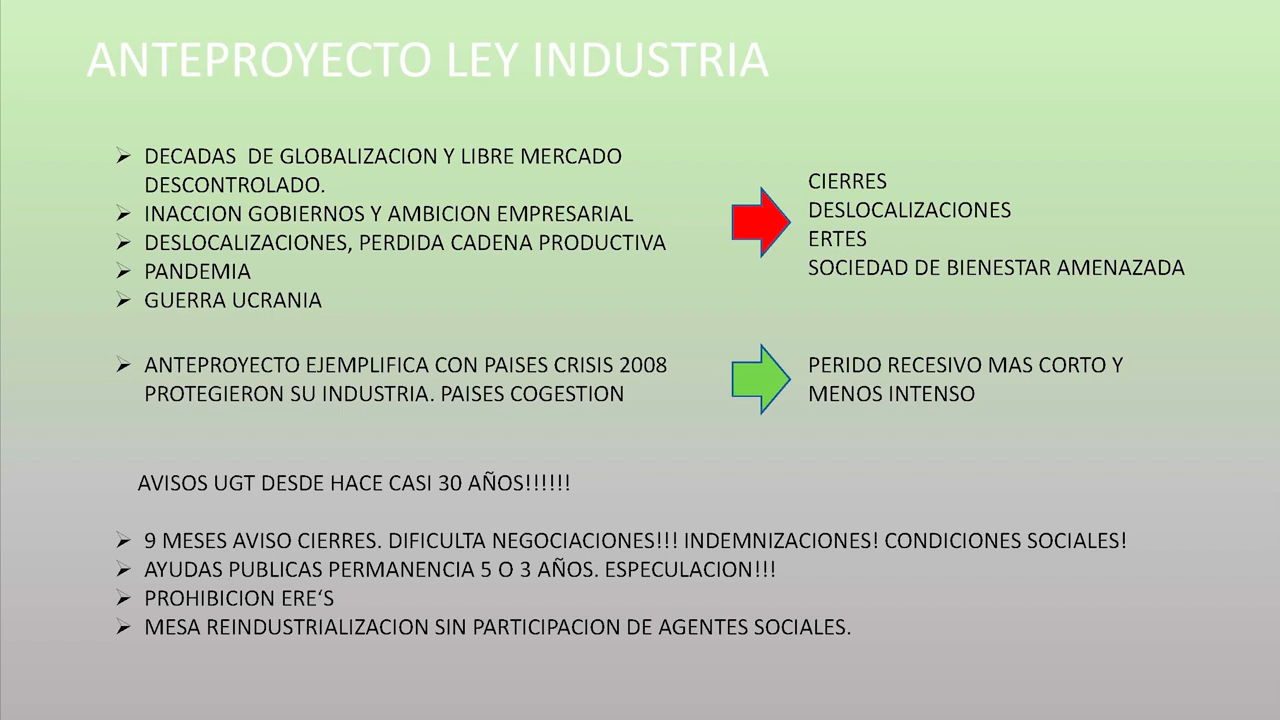 ANTEPROYECTO LEY INDUSTRIA
DECADAS DE GLOBALIZACION Y LIBRE MERCADO
DESCONTROLADO.
INACCION GOBIERNOS Y AMBICION EMPRESARIAL
DESLOCALIZACIONES, PERDIDA CADENA PRODUCTIVA
PANDEMIA
GUERRA UCRANIA
CIERRES
DESLOCALIZACIONES
ERTES
SOCIEDAD DE BIENESTAR AMENAZADA
ANTEPROYECTO EJEMPLIFICA CON PAISES CRISIS 2008
PROTEGIERON SU INDUSTRIA. PAISES COGESTION
PERIDO RECESIVO MAS CORTO Y
MENOS INTENSO
AVISOS UGT DESDE HACE CASI 30 AÑOS!!!!!!
9 MESES AVISO CIERRES. DIFICULTA NEGOCIACIONES!!! INDEMNIZACIONES! CONDICIONES SOCIALES!
AYUDAS PUBLICAS PERMANENCIA 5 O 3 AÑOS. ESPECULACION!!!
PROHIBICION ERE‘S
MESA REINDUSTRIALIZACION SIN PARTICIPACION DE AGENTES SOCIALES.